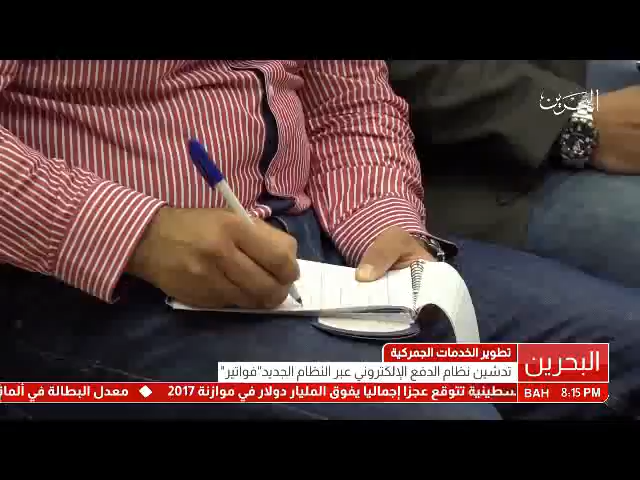 البحرين
تطوير الخدمات الجمركية
تدشين نظام الدفع الإلكتروني عبر النظام الجديد"فواتير"
البحرين
سطينية تتوقع عجزا إجماليا يفوق المليار دولار في موازنة 2017 ◆ معدل البطالة في ألما
BAH 8:15 PM